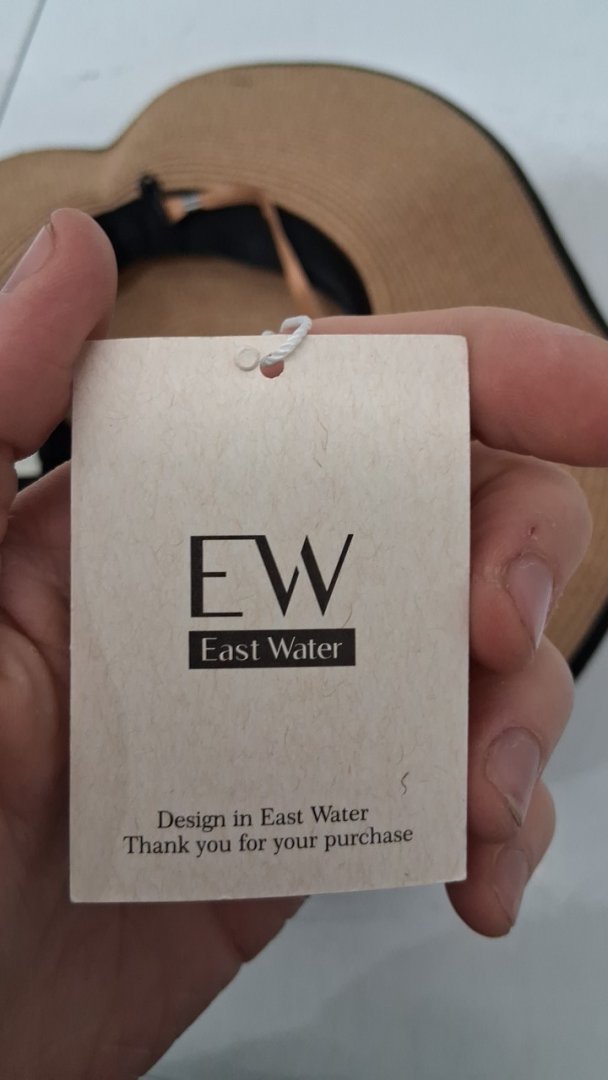 EW
East Water
Design in East Water
Thank you for your purchase